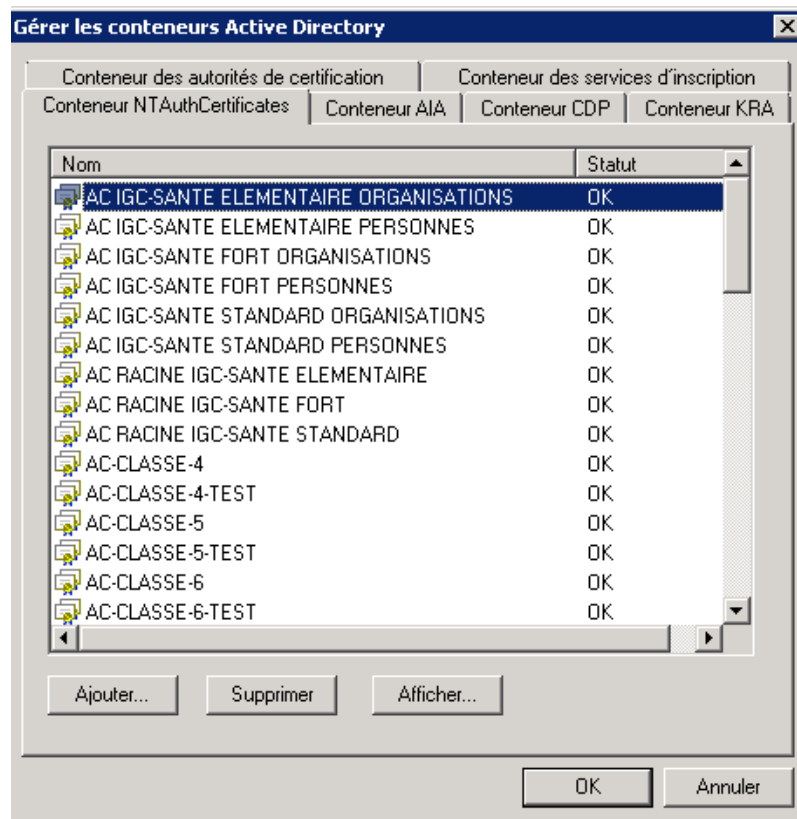 Gérer les conteneurs Active Directory
Conteneur des autorités de certification Conteneur des services d'inscription
Conteneur NTAuthCertificates Conteneur AIA Conteneur CDP Conteneur KRA
Nom Statut
AC IGC-SANTE ELEMENTAIRE ORGANISATIONS OK
AC IGC-SANTE ELEMENTAIRE PERSONNES OK
AC IGC-SANTE FORT ORGANISATIONS OK
AC IGC-SANTE FORT PERSONNES OK
AC IGC-SANTE STANDARD ORGANISATIONS OK
AC IGC-SANTE STANDARD PERSONNES OK
AC RACINE IGC-SANTE ELEMENTAIRE OK
AC RACINE IGC-SANTE FORT OK
AC RACINE IGC-SANTE STANDARD OK
AC-CLASSE-4 OK
AC-CLASSE-4-TEST OK
AC-CLASSE-5 OK
AC-CLASSE-5-TEST OK
AC-CLASSE-6 OK
AC-CLASSE-6-TEST OK
Ajouter... Supprimer Afficher...
OK Annuler